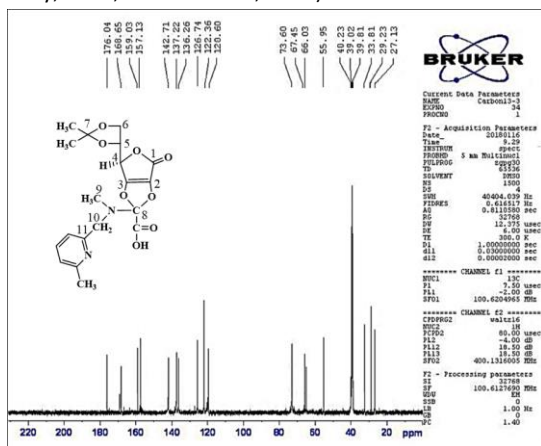 176.04
168.65
159.03
157.13
142.71
137.22
136.26
126.74
122.36
120.60
73.60
67.45
66.03
55.95
40.23
39.02
39.81
33.81
29.23
27.13
BRUKER
Current Data Parameters
NAME Carbon13-3
EXPNO 34
PROCNO 1
F2 - Acquisition Parameters
Date_ 20180116
Time 9.29
INSTRUM spect
PROBHD 5 mm Multinucl
PULPROG zgpg30
TD 65536
SOLVENT DMSO
NS 1500
DS 4
SWH 40404.039 Hz
FIDRES 0.616517 Hz
AQ 0.8110580 sec
RG 32768
DW 12.375 usec
DE 6.00 usec
TE 300.0 K
D1 1.00000000 sec
d11 0.03000000 sec
d12 0.00002000 sec
======== CHANNEL f1 ========
NUC1 13C
P1 7.50 usec
PL1 -2.00 dB
SFO1 100.6204965 MHz
======== CHANNEL f2 ========
CPDPRG2 waltz16
NUC2 1H
PCPD2 80.00 usec
PL2 -4.00 dB
PL12 18.50 dB
PL13 18.50 dB
SFO2 400.1316005 MHz
F2 - Processing parameters
SI 32768
SF 100.6127690 MHz
WDW EM
SSB 0
LB 1.00 Hz
GB 0
PC 1.40
H₃C
7
O
6
H₃C
O
5
H
4
O
1
O
3
2
9
H₃C
O
O
N
8
10
CH₂
C=O
11
OH
N
CH₃
220 180 160 140 120 100 80 60 40 20 ppm